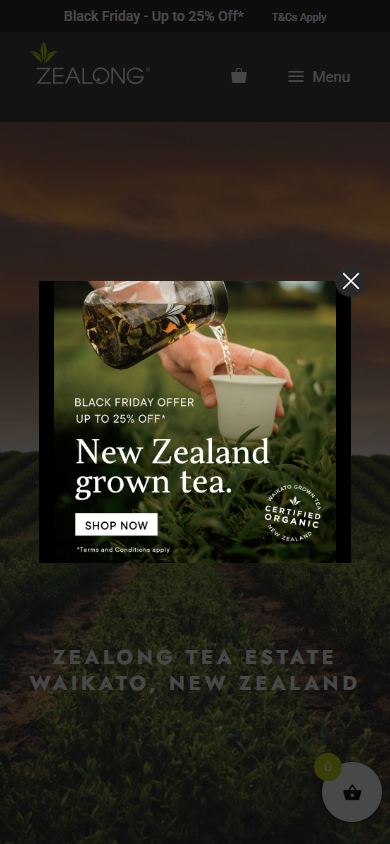 Black Friday - Up to 25% Off*
T&Cs Apply
ZEALONG®
Menu
BLACK FRIDAY OFFER
UP TO 25% OFF*
New Zealand
grown tea.
SHOP NOW
WAIKATO GROWN TEA
CERTIFIED
ORGANIC
NEW ZEALAND
*Terms and Conditions apply
ZEALONG TEA ESTATE
WAIKATO, NEW ZEALAND
0